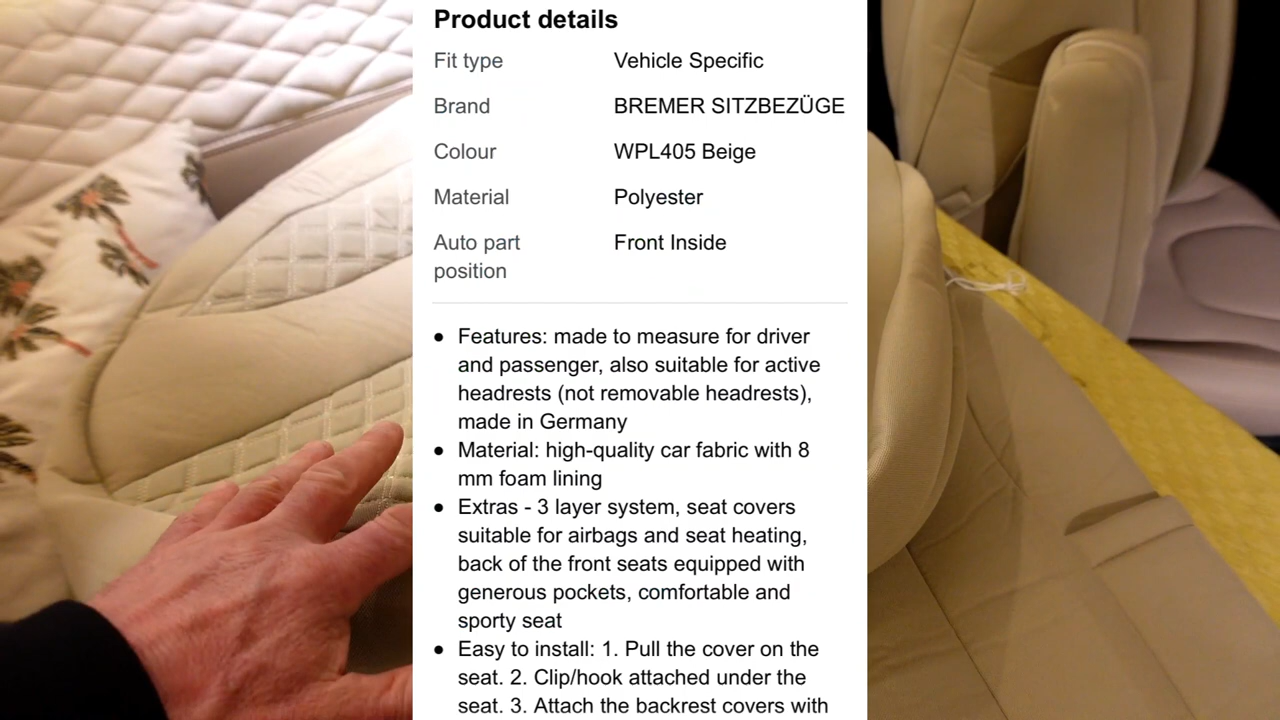 Product details
Fit type Vehicle Specific
Brand BREMER SITZBEZÜGE
Colour WPL405 Beige
Material Polyester
Auto part position Front Inside
Features: made to measure for driver
and passenger, also suitable for active
headrests (not removable headrests),
made in Germany
Material: high-quality car fabric with 8
mm foam lining
Extras - 3 layer system, seat covers
suitable for airbags and seat heating,
back of the front seats equipped with
generous pockets, comfortable and
sporty seat
Easy to install: 1. Pull the cover on the
seat. 2. Clip/hook attached under the
seat. 3. Attach the backrest covers with